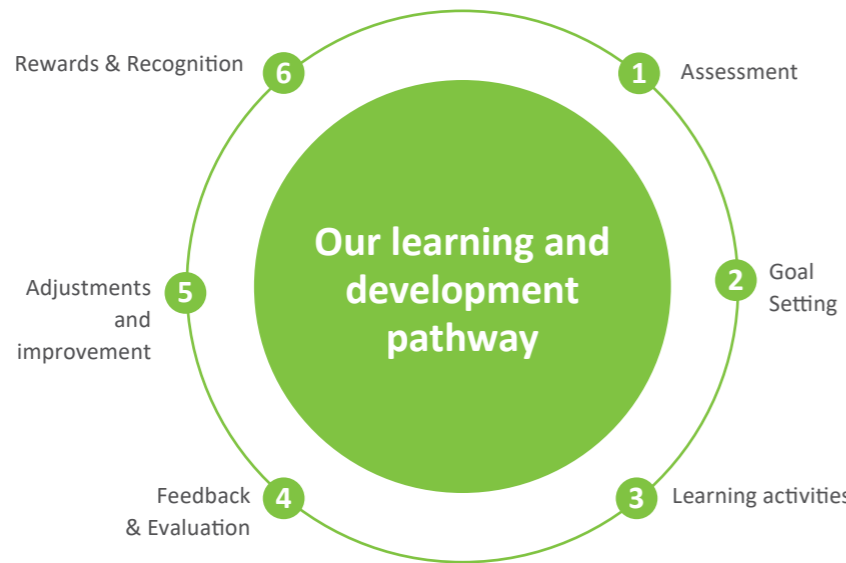 Our learning and
development
pathway
1
Assessment
2
Goal
Setting
3
Learning activities
4
Feedback
& Evaluation
5
Adjustments
and
improvement
6
Rewards & Recognition